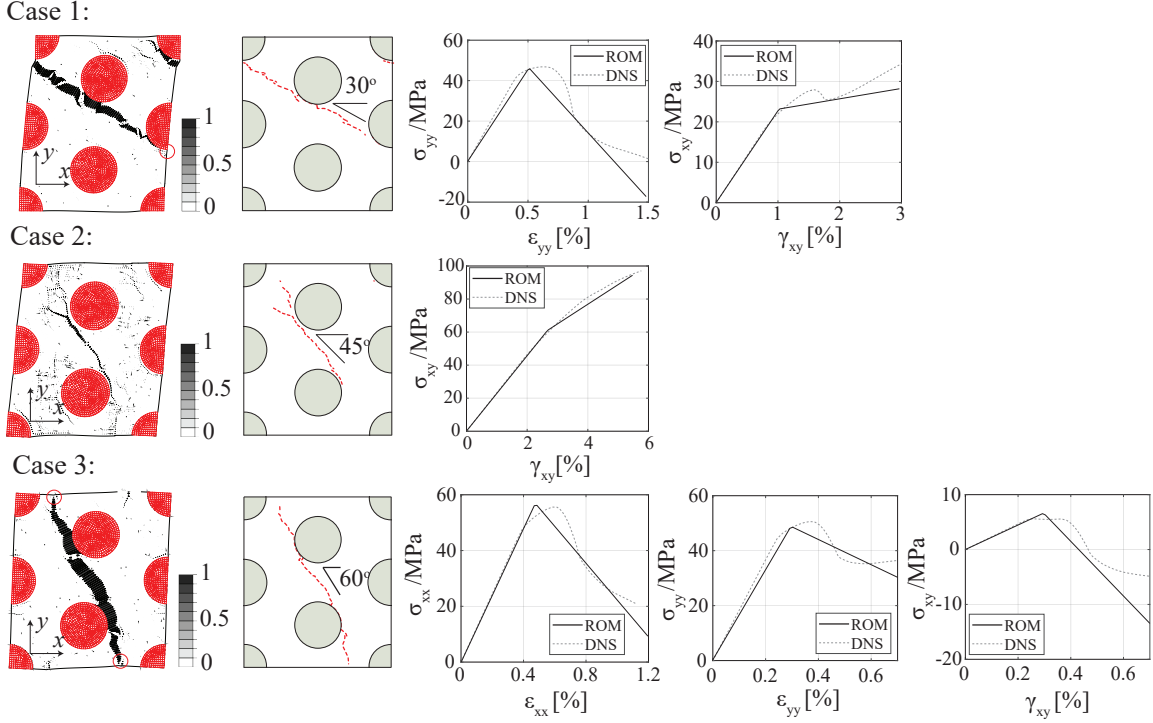 Case 1:
1
0.5
0
y
x
30°
60
40
20
0
-20
0
0.5
1
1.5
σyy/MPa
εyy[%]
ROM
DNS
40
30
20
10
0
0
1
2
3
σxy/MPa
γxy[%]
ROM
DNS
Case 2:
1
0.5
0
y
x
45°
100
80
60
40
20
0
0
2
4
6
σxy/MPa
γxy[%]
ROM
DNS
Case 3:
1
0.5
0
y
x
60°
60
40
20
0
0
0.4
0.8
1.2
σxx/MPa
εxx[%]
ROM
DNS
80
60
40
20
0
0
0.2
0.4
0.6
σyy/MPa
εyy[%]
ROM
DNS
10
0
-10
-20
0
0.2
0.4
0.6
σxy/MPa
γxy[%]
ROM
DNS